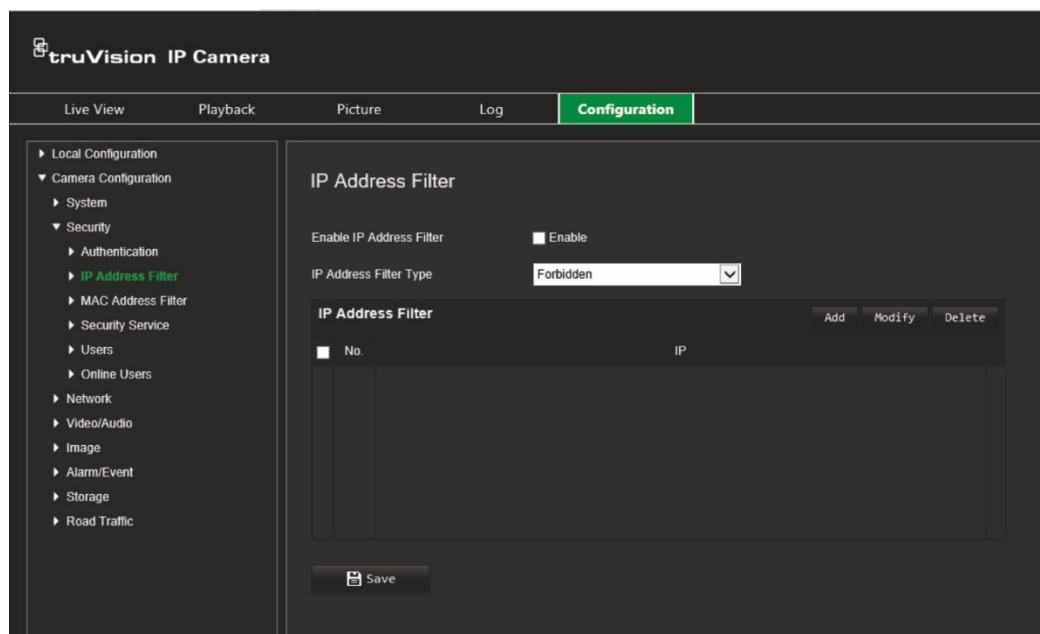 truVision IP Camera
Live View Playback Picture Log Configuration
Local Configuration
Camera Configuration
System
Security
Authentication
IP Address Filter
MAC Address Filter
Security Service
Users
Online Users
Network
Video/Audio
Image
Alarm/Event
Storage
Road Traffic
IP Address Filter
Enable IP Address Filter Enable
IP Address Filter Type Forbidden
IP Address Filter Add Modify Delete
No. IP
Save